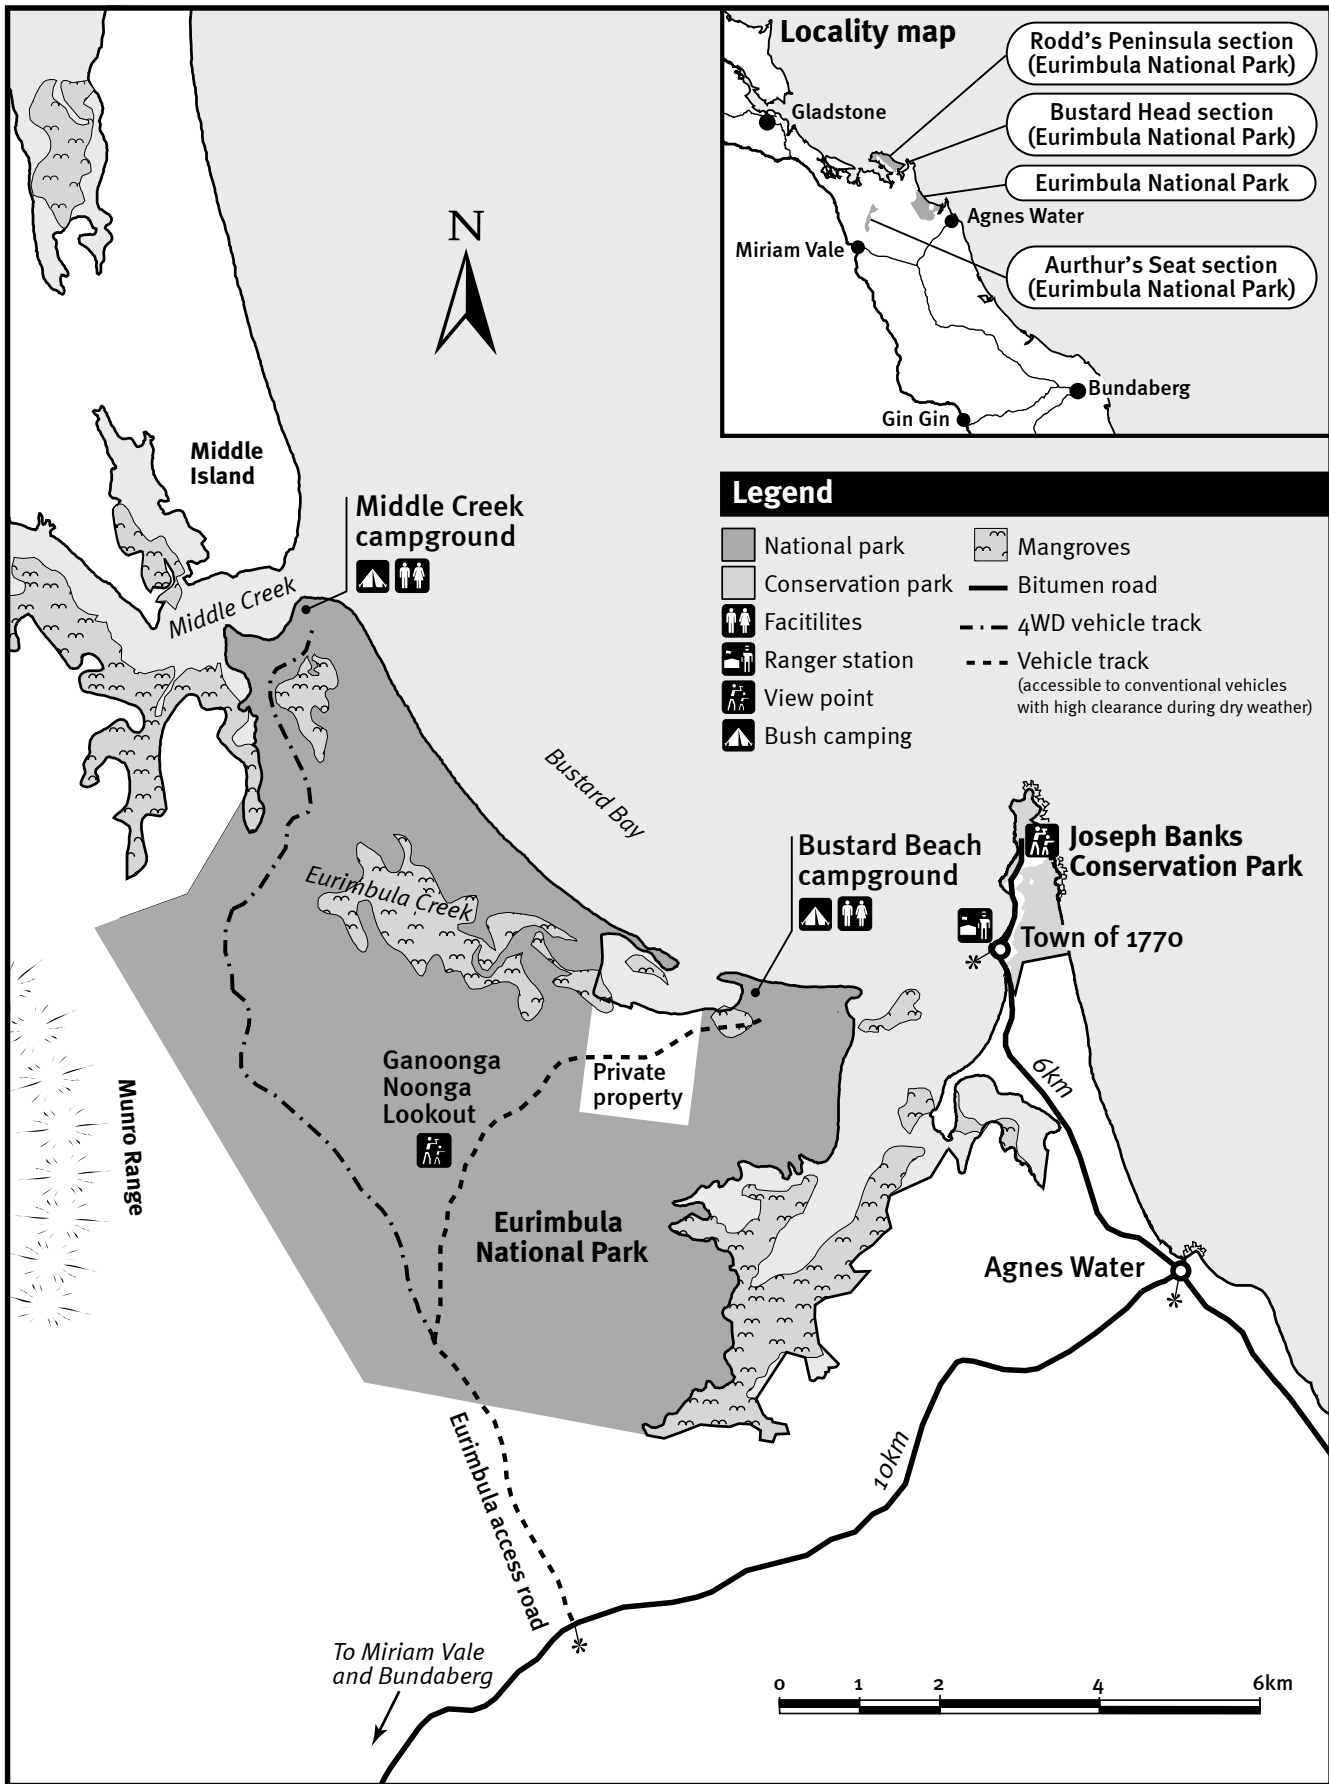 Locality map
Rodd's Peninsula section
(Eurimbula National Park)
Bustard Head section
(Eurimbula National Park)
Eurimbula National Park
Gladstone
Agnes Water
Miriam Vale
Aurthur's Seat section
(Eurimbula National Park)
Bundaberg
Gin Gin
N
Middle
Island
Middle Creek
campground
Middle Creek
Legend
National park
Conservation park
Facitilites
Ranger station
View point
Bush camping
Mangroves
Bitumen road
4WD vehicle track
Vehicle track
(accessible to conventional vehicles
with high clearance during dry weather)
Bustard Bay
Bustard Beach
campground
Joseph Banks
Conservation Park
Eurimbula Creek
Town of 1770
*
Ganoonga
Noonga
Lookout
Private
property
6km
Munro Range
Eurimbula
National Park
Agnes Water
*
10km
Eurimbula access road
*
To Miriam Vale
and Bundaberg
0 1 2 4 6km